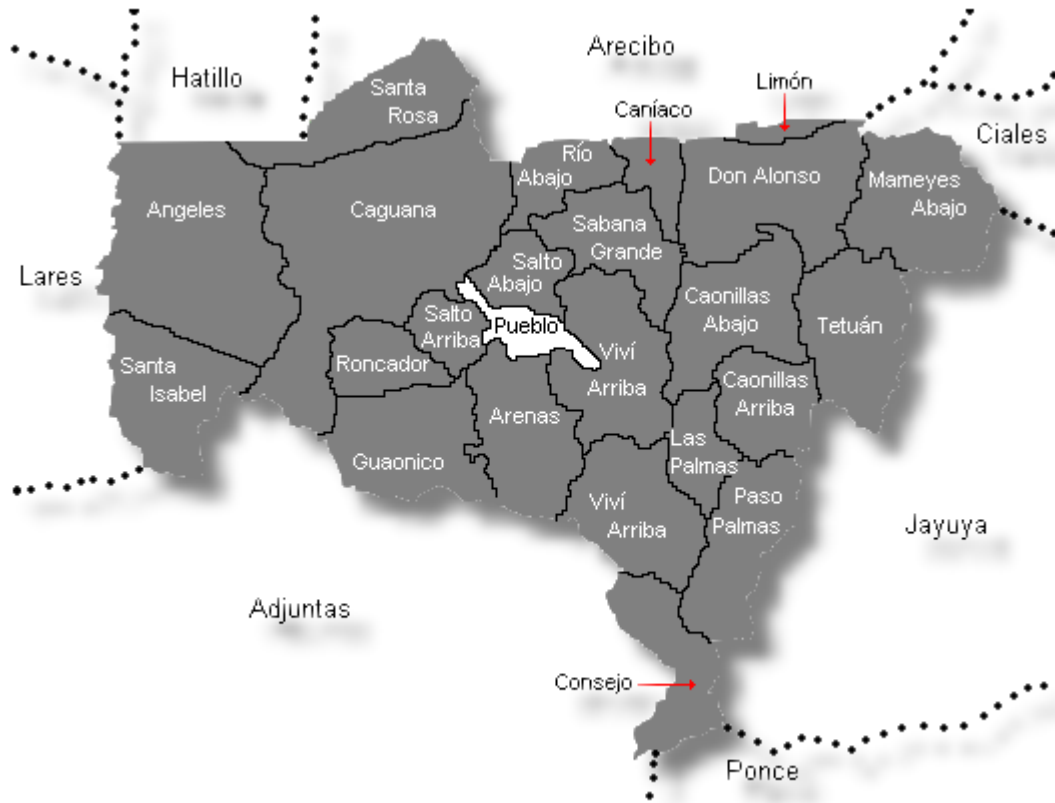 Arecibo
Hatillo
Limón
Santa
Rosa
Caníaco
Ciales
Río
Abajo
Don Alonso
Mameyes
Abajo
Angeles
Caguana
Sabana
Grande
Lares
Salto
Abajo
Caonillas
Abajo
Salto
Arriba
Pueblo
Tetuán
Viví
Arriba
Roncador
Santa
Isabel
Caonillas
Arriba
Arenas
Las
Palmas
Guaonico
Paso
Palmas
Viví
Arriba
Jayuya
Adjuntas
Consejo
Ponce